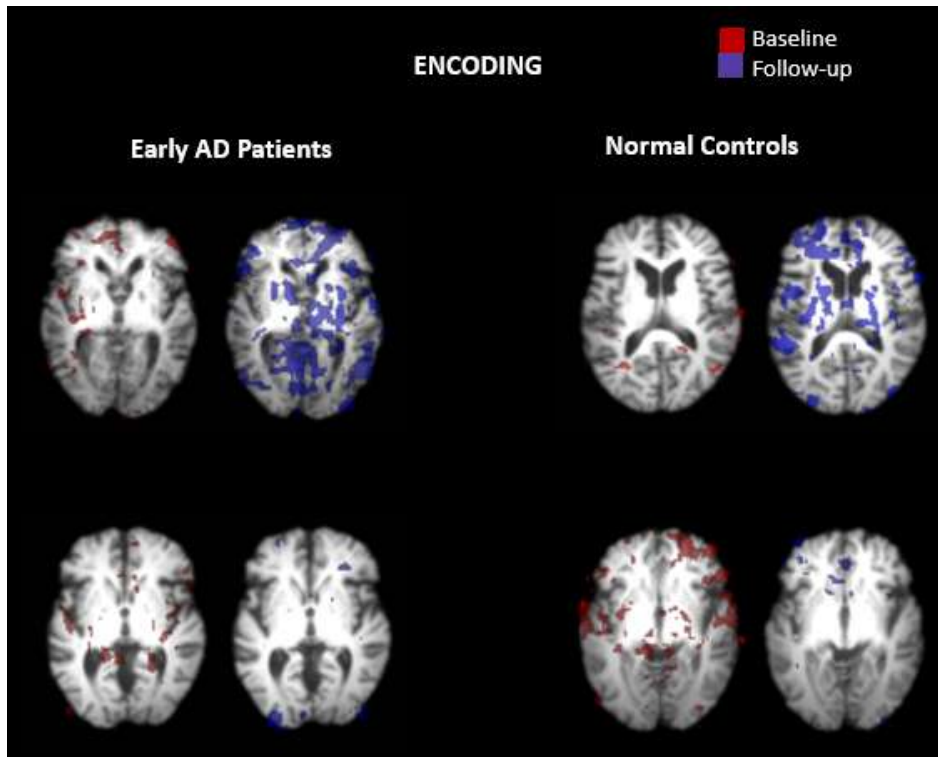 Baseline
Follow-up
ENCODING
Early AD Patients
Normal Controls